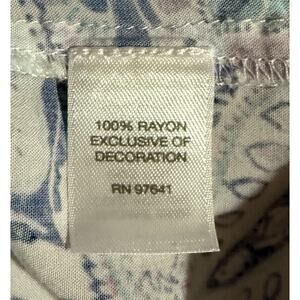 100% RAYON
EXCLUSIVE OF
DECORATION
RN 97641